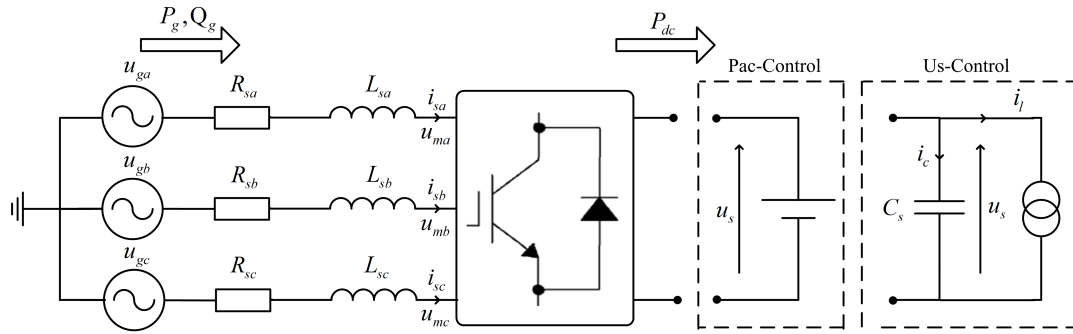 P_g, Q_g
P_dc
Pac-Control
Us-Control
u_ga
R_sa
L_sa
i_sa
u_ma
u_gb
R_sb
L_sb
i_sb
u_mb
u_gc
R_sc
L_sc
i_sc
u_mc
u_s
i_l
i_c
C_s
u_s